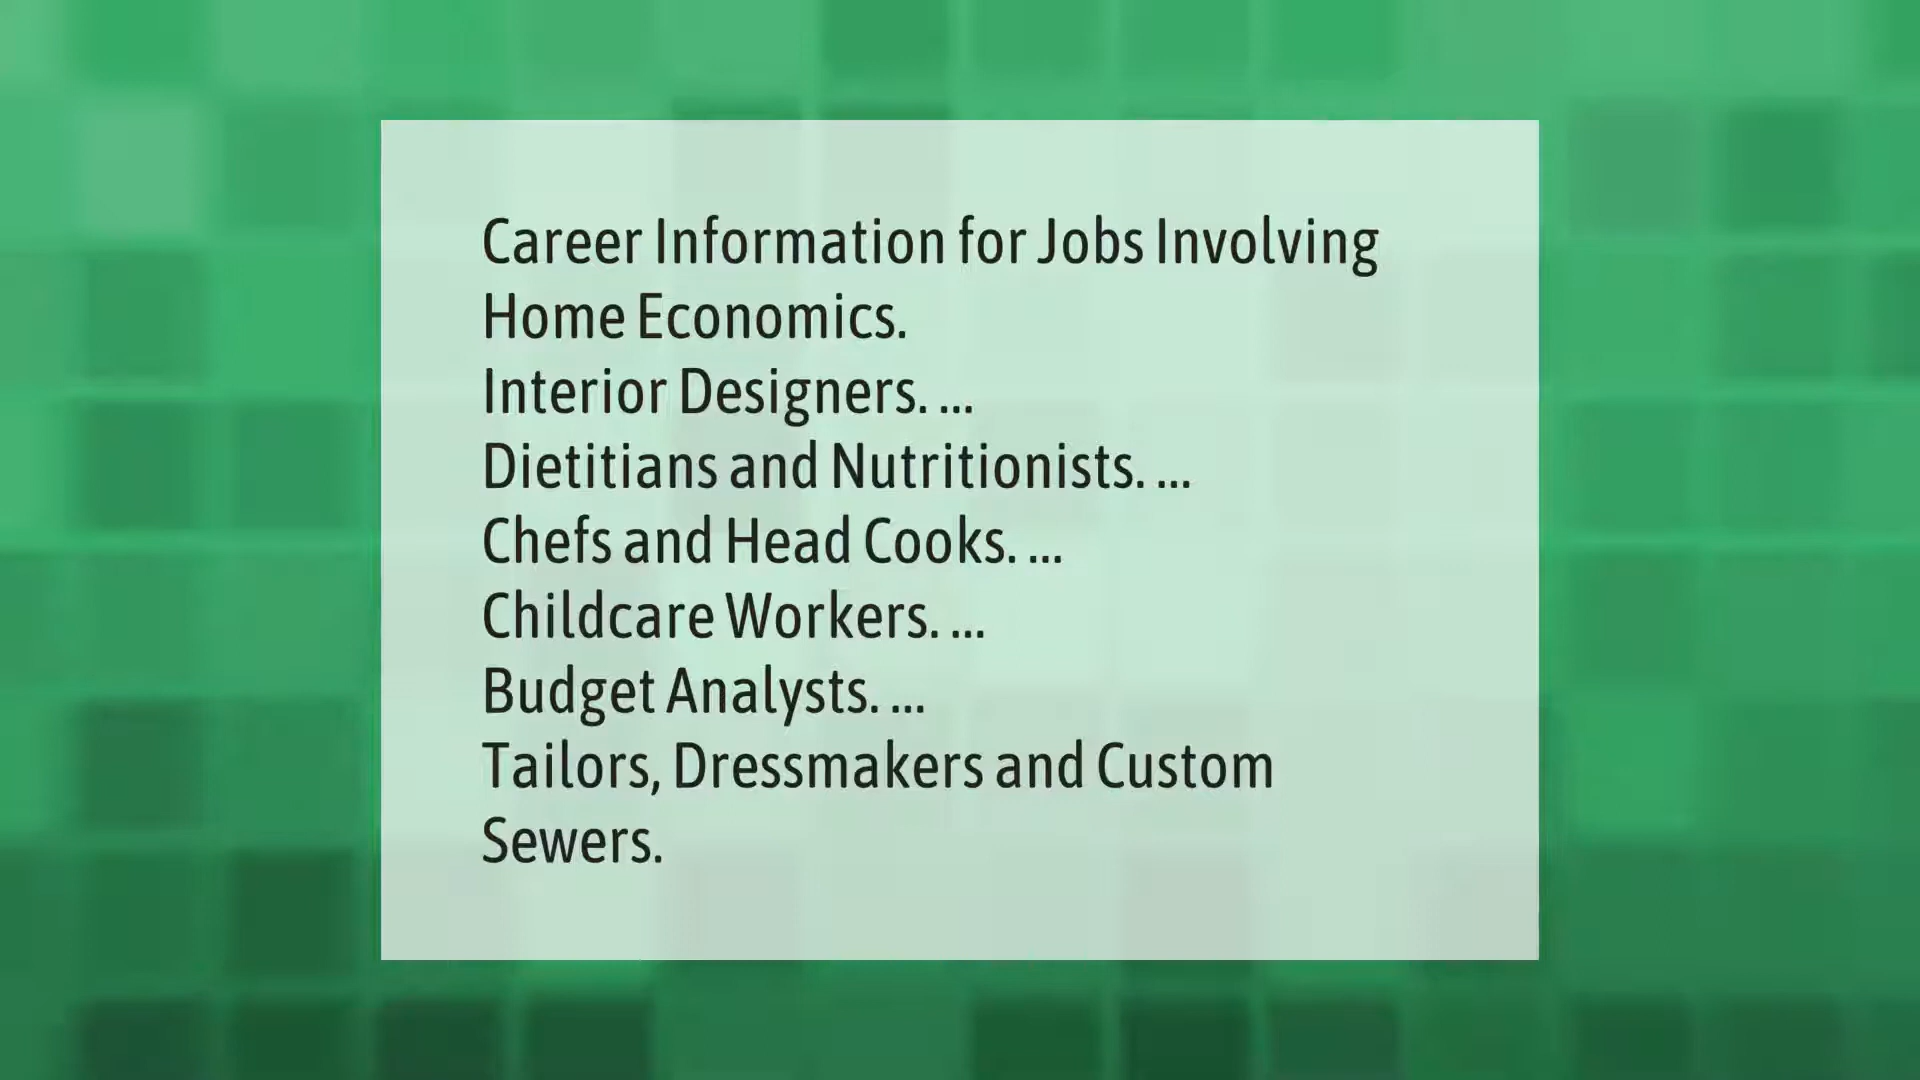 Career Information for Jobs Involving
Home Economics.
Interior Designers. ...
Dietitians and Nutritionists. ...
Chefs and Head Cooks. ...
Childcare Workers. ...
Budget Analysts. ...
Tailors, Dressmakers and Custom
Sewers.